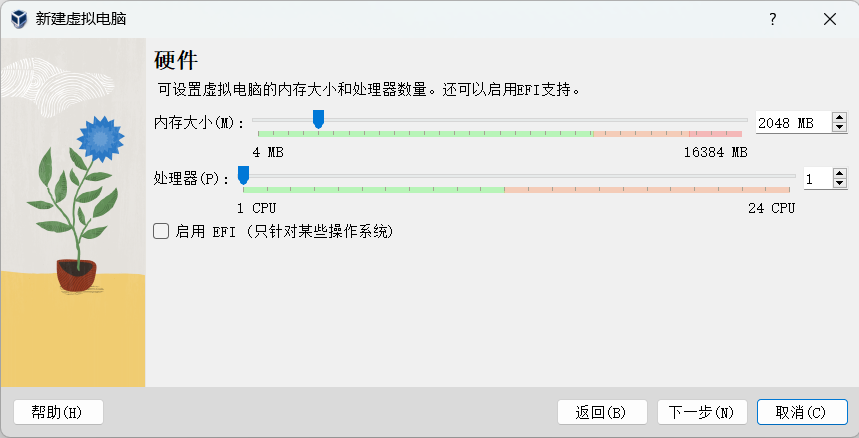 新建虚拟电脑
?
硬件
可设置虚拟电脑的内存大小和处理器数量。还可以启用EFI支持。
内存大小(M): 2048 MB
4 MB 16384 MB
处理器(P): 1
1 CPU 24 CPU
启用 EFI (只针对某些操作系统)
帮助(H) 返回(B) 下一步(N) 取消(C)